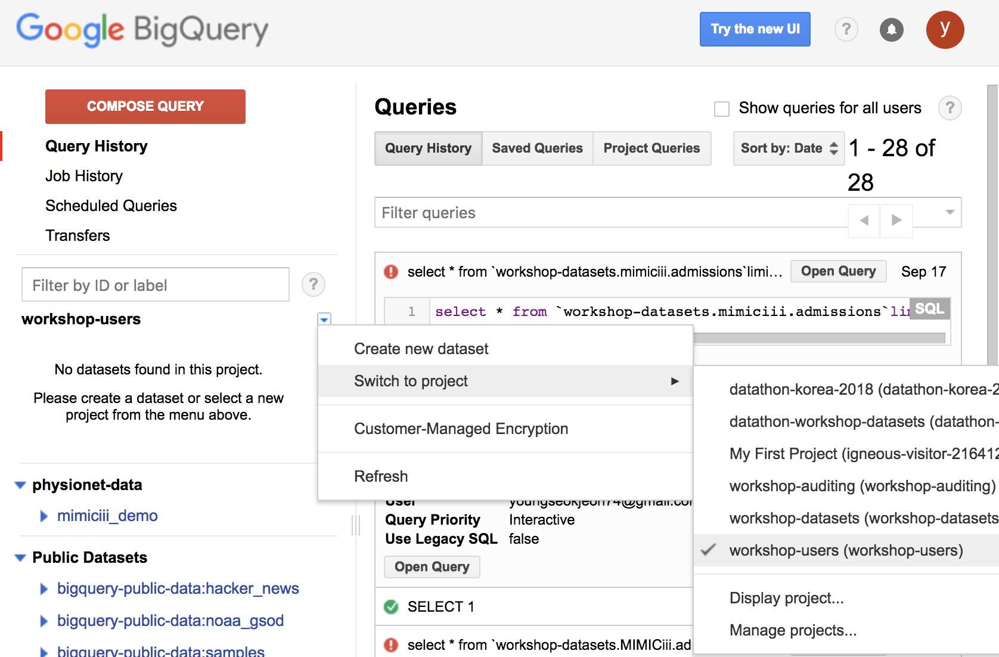 Google BigQuery
Try the new UI
?
y
COMPOSE QUERY
Query History
Job History
Scheduled Queries
Transfers
Filter by ID or label
?
workshop-users
No datasets found in this project.
Please create a dataset or select a new
project from the menu above.
physionet-data
mimiciii_demo
Public Datasets
bigquery-public-data:hacker_news
bigquery-public-data:noaa_gsod
bigquery-public-data:samples
Queries
Show queries for all users
?
Query History
Saved Queries
Project Queries
Sort by: Date
1 - 28 of
28
Filter queries
select * from `workshop-datasets.mimiciii.admissions`limi...
Open Query
Sep 17
1
select * from `workshop-datasets.mimiciii.admissions`lim
SQL
Create new dataset
Switch to project
Customer-Managed Encryption
Refresh
datathon-korea-2018 (datathon-korea-2
datathon-workshop-datasets (datathon-
My First Project (igneous-visitor-216412
workshop-auditing (workshop-auditing)
workshop-datasets (workshop-datasets
workshop-users (workshop-users)
Display project...
Manage projects...
User youngseokjeon74@gmail.com
Query Priority Interactive
Use Legacy SQL false
Open Query
SELECT 1
select * from `workshop-datasets.MIMICiii.ad